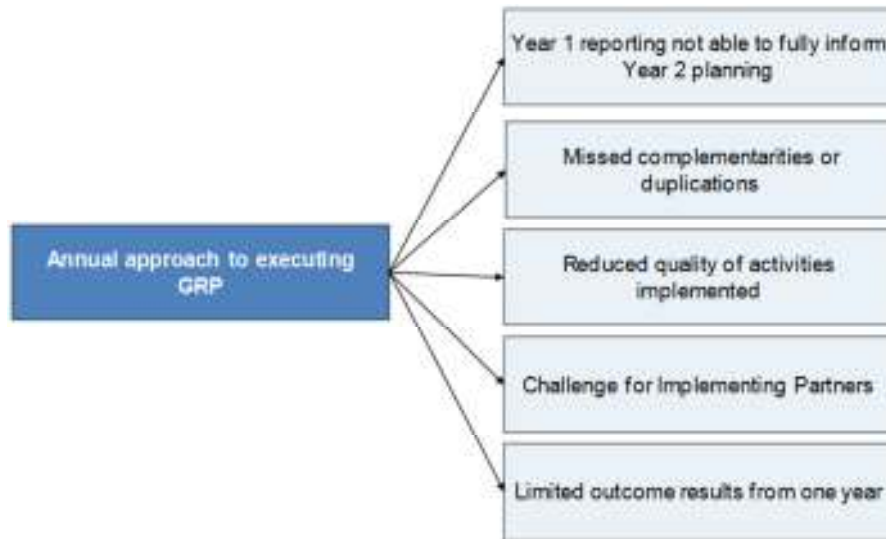 Year 1 reporting not able to fully inform
Year 2 planning
Missed complementarities or
duplications
Annual approach to executing
GRP
Reduced quality of activities
implemented
Challenge for Implementing Partners
Limited outcome results from one year